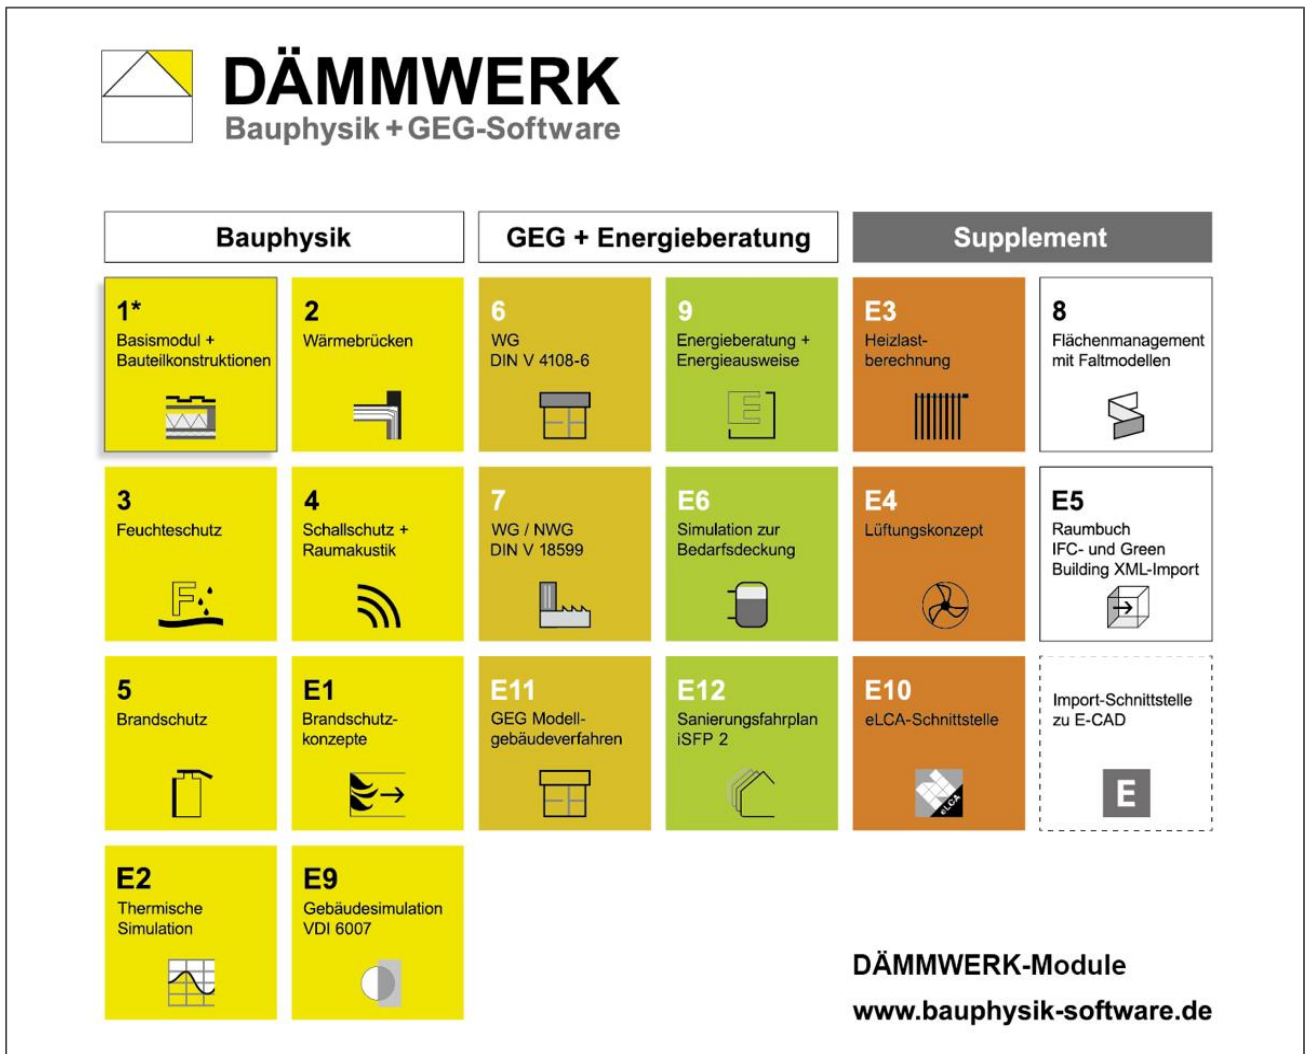 DÄMMWERK
Bauphysik + GEG-Software
Bauphysik
GEG + Energieberatung
Supplement
1*
Basismodul +
Bauteilkonstruktionen
2
Wärmebrücken
6
WG
DIN V 4108-6
9
Energieberatung +
Energieausweise
E
E3
Heizlast-
berechnung
8
Flächenmanagement
mit Faltmodellen
3
Feuchteschutz
F
4
Schallschutz +
Raumakustik
7
WG / NWG
DIN V 18599
E6
Simulation zur
Bedarfsdeckung
E4
Lüftungskonzept
E5
Raumbuch
IFC- und Green
Building XML-Import
5
Brandschutz
E1
Brandschutz-
konzepte
E11
GEG Modell-
gebäudeverfahren
E12
Sanierungsfahrplan
iSFP 2
E10
eLCA-Schnittstelle
eLCA
Import-Schnittstelle
zu E-CAD
E
E2
Thermische
Simulation
E9
Gebäudesimulation
VDI 6007
DÄMMWERK-Module
www.bauphysik-software.de